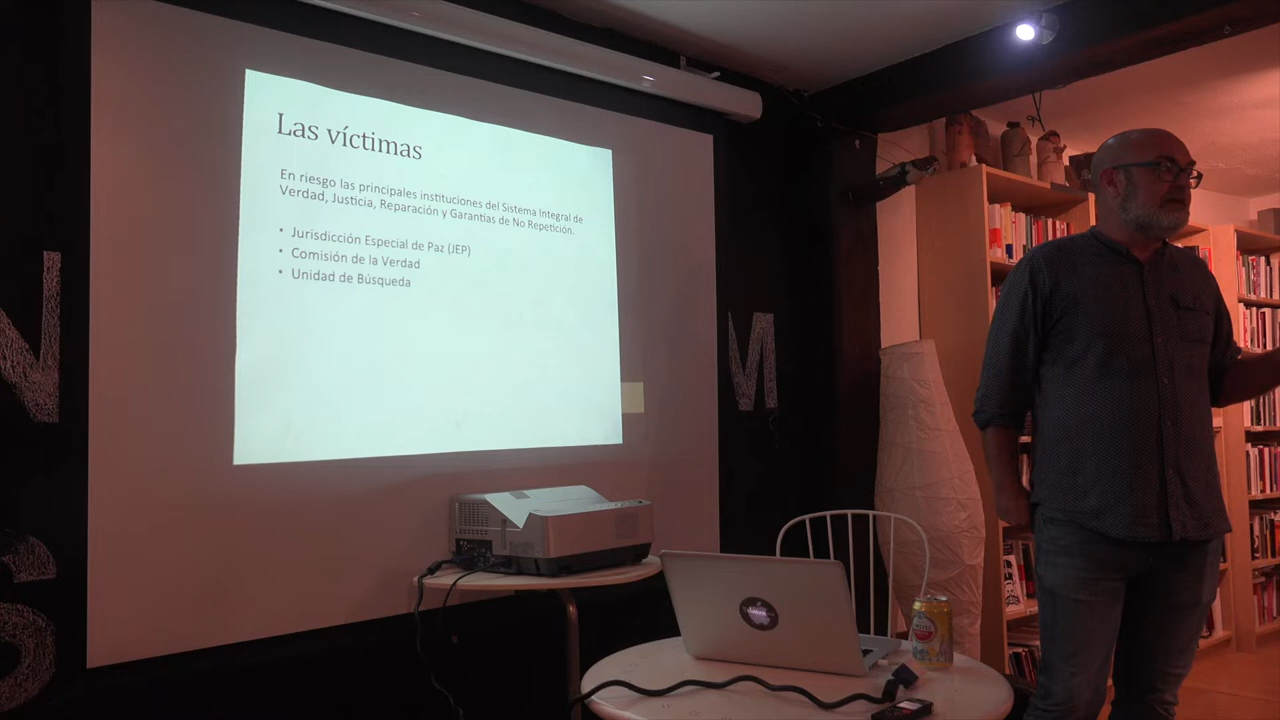 Las víctimas
En riesgo las principales instituciones del Sistema Integral de
Verdad, Justicia, Reparación y Garantías de No Repetición.
• Jurisdicción Especial de Paz (JEP)
• Comisión de la Verdad
• Unidad de Búsqueda
N
M
S